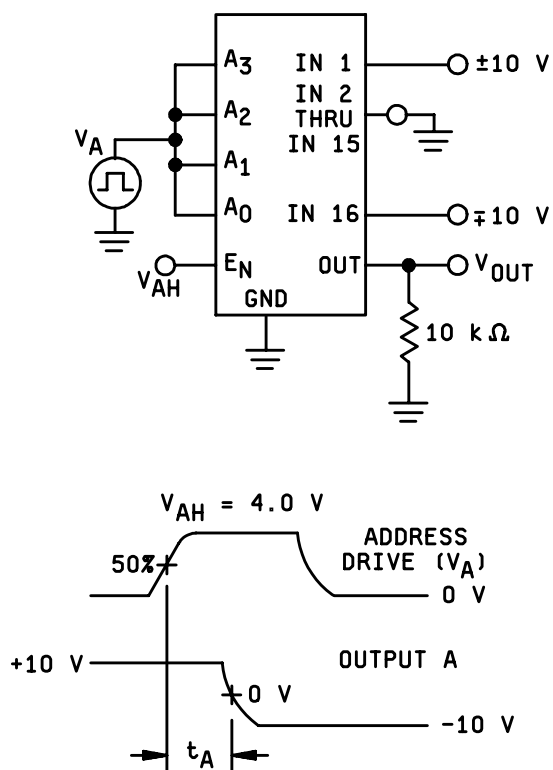 A3
IN 1
±10 V
A2
IN 2
THRU
IN 15
VA
A1
A0
IN 16
∓10 V
VAH
EN
OUT
VOUT
GND
10 kΩ
VAH = 4.0 V
ADDRESS
DRIVE (VA)
50%
0 V
+10 V
OUTPUT A
0 V
-10 V
tA